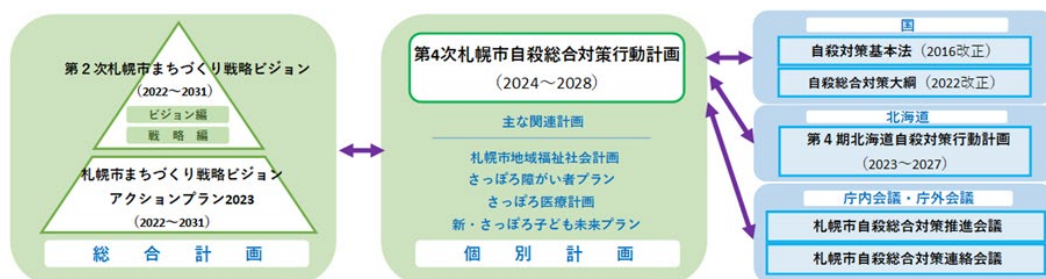 第２次札幌市まちづくり戦略ビジョン
(2022～2031)
ビジョン編
戦略編
札幌市まちづくり戦略ビジョン
アクションプラン2023
(2022～2031)
総合計画
第4次札幌市自殺総合対策行動計画
（2024～2028）
主な関連計画
札幌市地域福祉社会計画
さっぽろ障がい者プラン
さっぽろ医療計画
新・さっぽろ子ども未来プラン
個別計画
国
自殺対策基本法（2016改正）
自殺総合対策大綱（2022改正）
北海道
第４期北海道自殺対策行動計画
（2023～2027）
庁内会議・庁外会議
札幌市自殺総合対策推進会議
札幌市自殺総合対策連絡会議